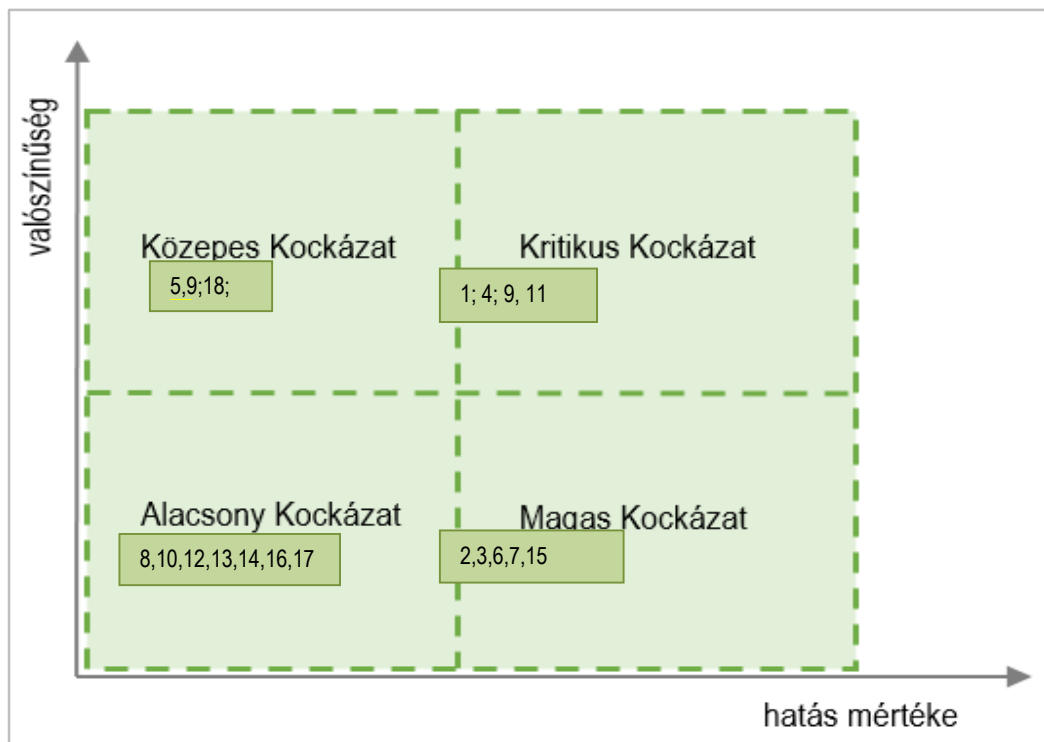 valószínűség
Közepes Kockázat
5,9;18;
Kritikus Kockázat
1; 4; 9, 11
Alacsony Kockázat
8,10,12,13,14,16,17
Magas Kockázat
2,3,6,7,15
hatás mértéke